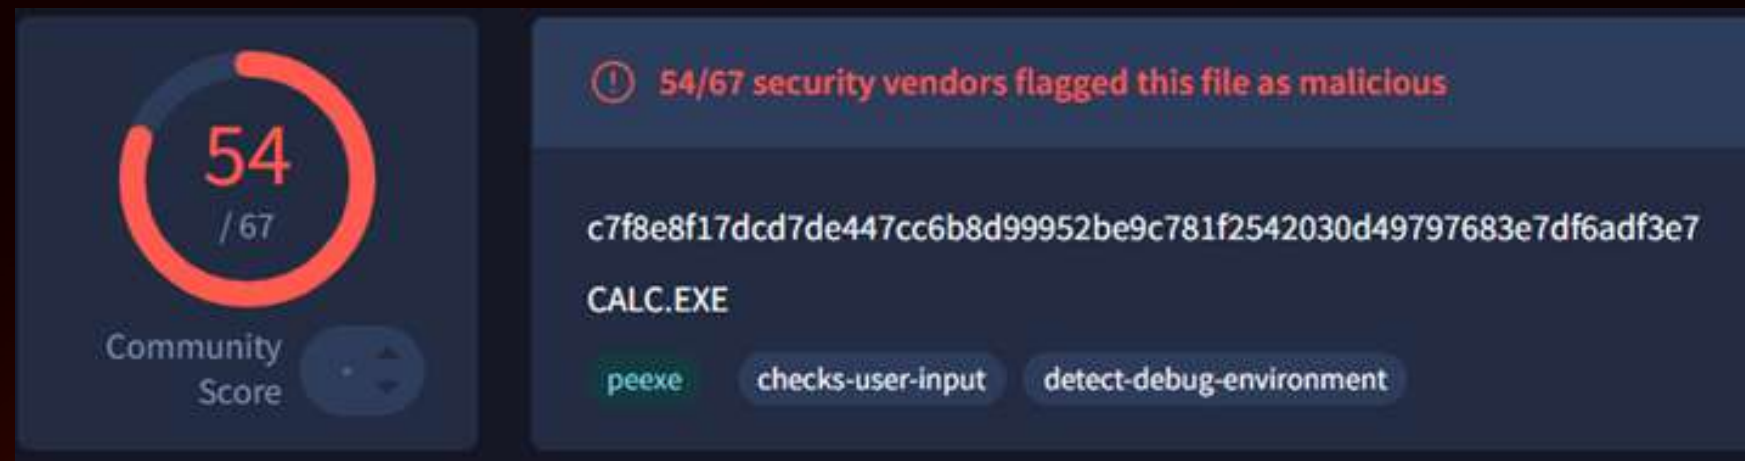 54
/ 67
Community
Score
54/67 security vendors flagged this file as malicious
c7f8e8f17dcd7de447cc6b8d99952be9c781f2542030d49797683e7df6adf3e7
CALC.EXE
peexe checks-user-input detect-debug-environment